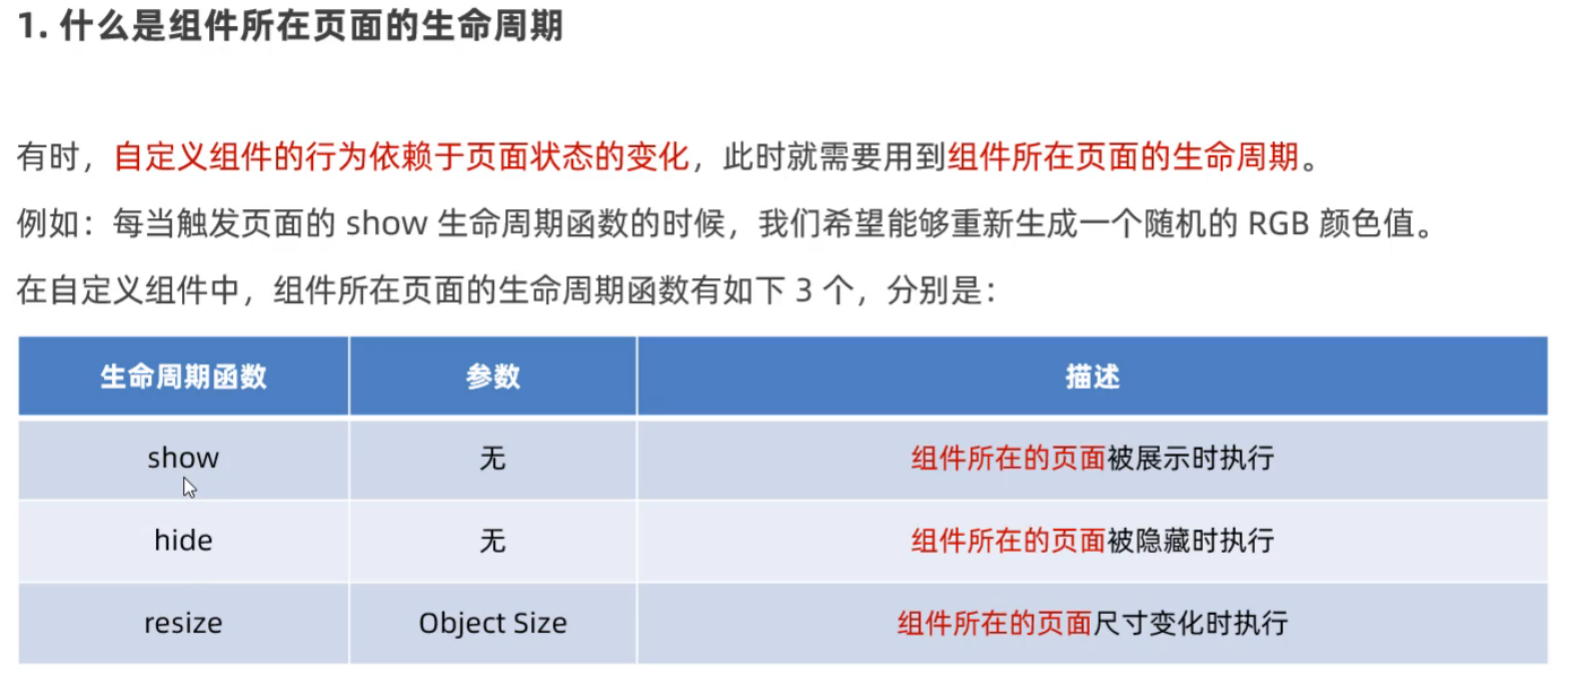 1. 什么是组件所在页面的生命周期
有时，自定义组件的行为依赖于页面状态的变化，此时就需要用到组件所在页面的生命周期。
例如：每当触发页面的 show 生命周期函数的时候，我们希望能够重新生成一个随机的 RGB 颜色值。
在自定义组件中，组件所在页面的生命周期函数有如下 3 个，分别是：
生命周期函数 参数 描述
show 无 组件所在的页面被展示时执行
hide 无 组件所在的页面被隐藏时执行
resize Object Size 组件所在的页面尺寸变化时执行